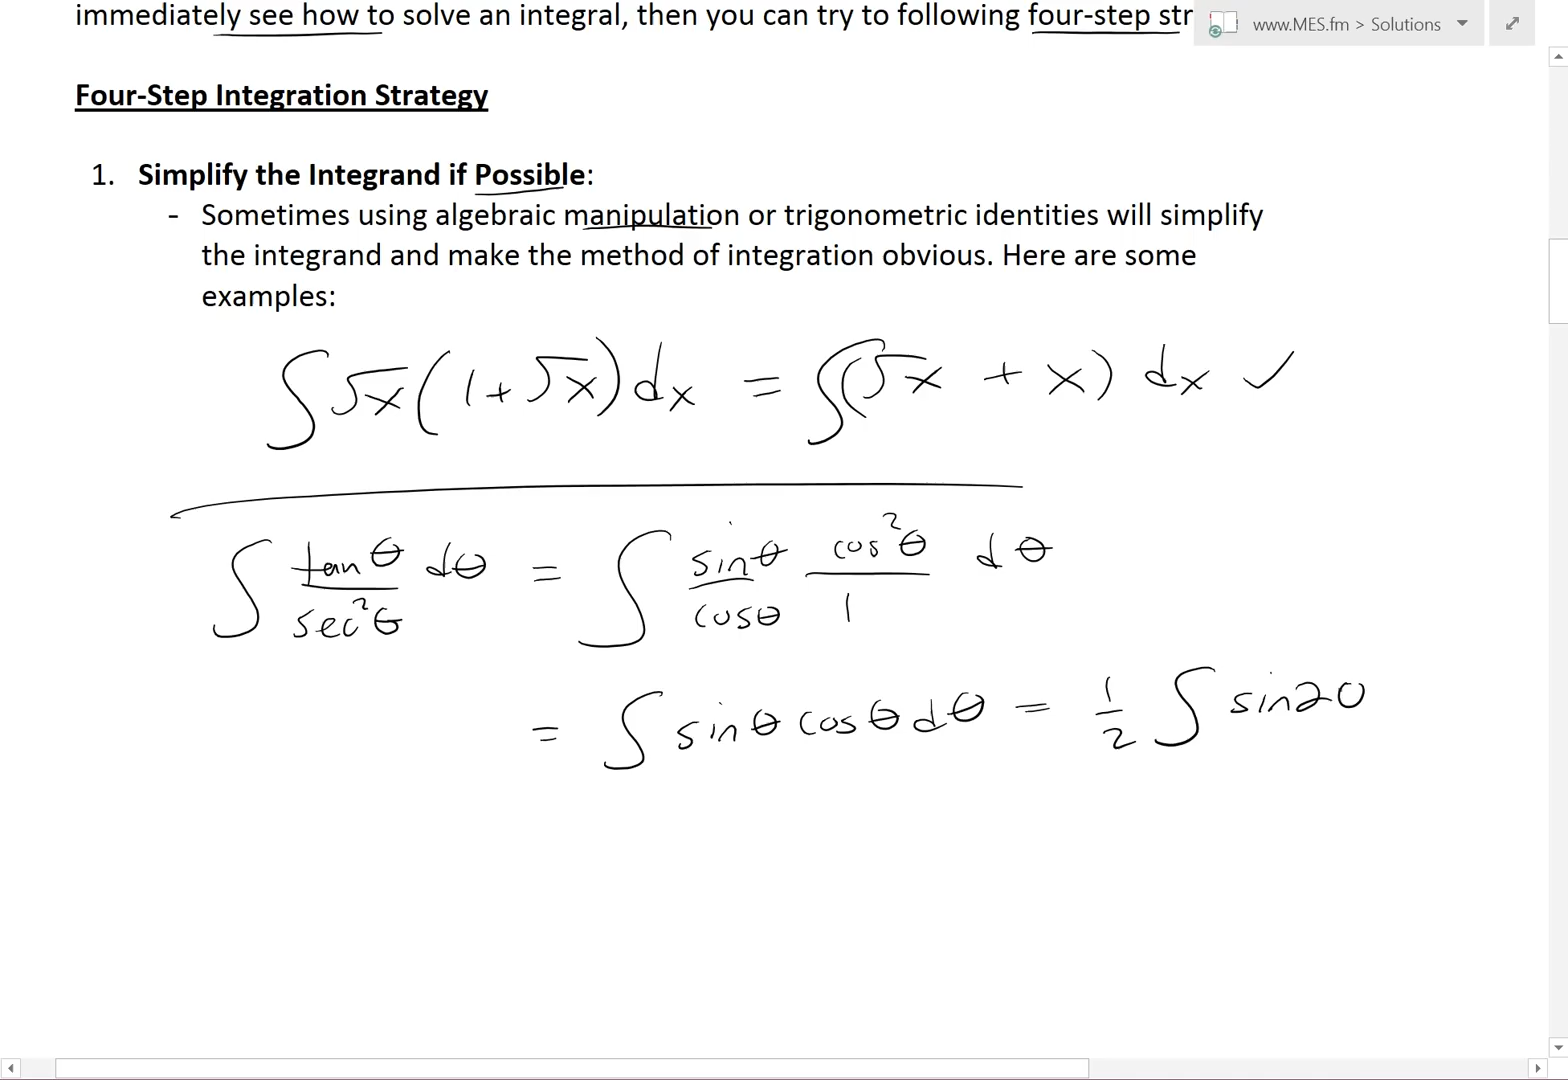 immediately see how to solve an integral, then you can try to following four-step str
www.MES.fm > Solutions
Four-Step Integration Strategy
1. Simplify the Integrand if Possible:
- Sometimes using algebraic manipulation or trigonometric identities will simplify
the integrand and make the method of integration obvious. Here are some
examples:
∫ √x (1 + √x) dx = ∫ (√x + x) dx ✓
∫ tanθ/sec²θ dθ = ∫ sinθ/cosθ cos²θ/1 dθ
= ∫ sinθ cosθ dθ = 1/2 ∫ sin20